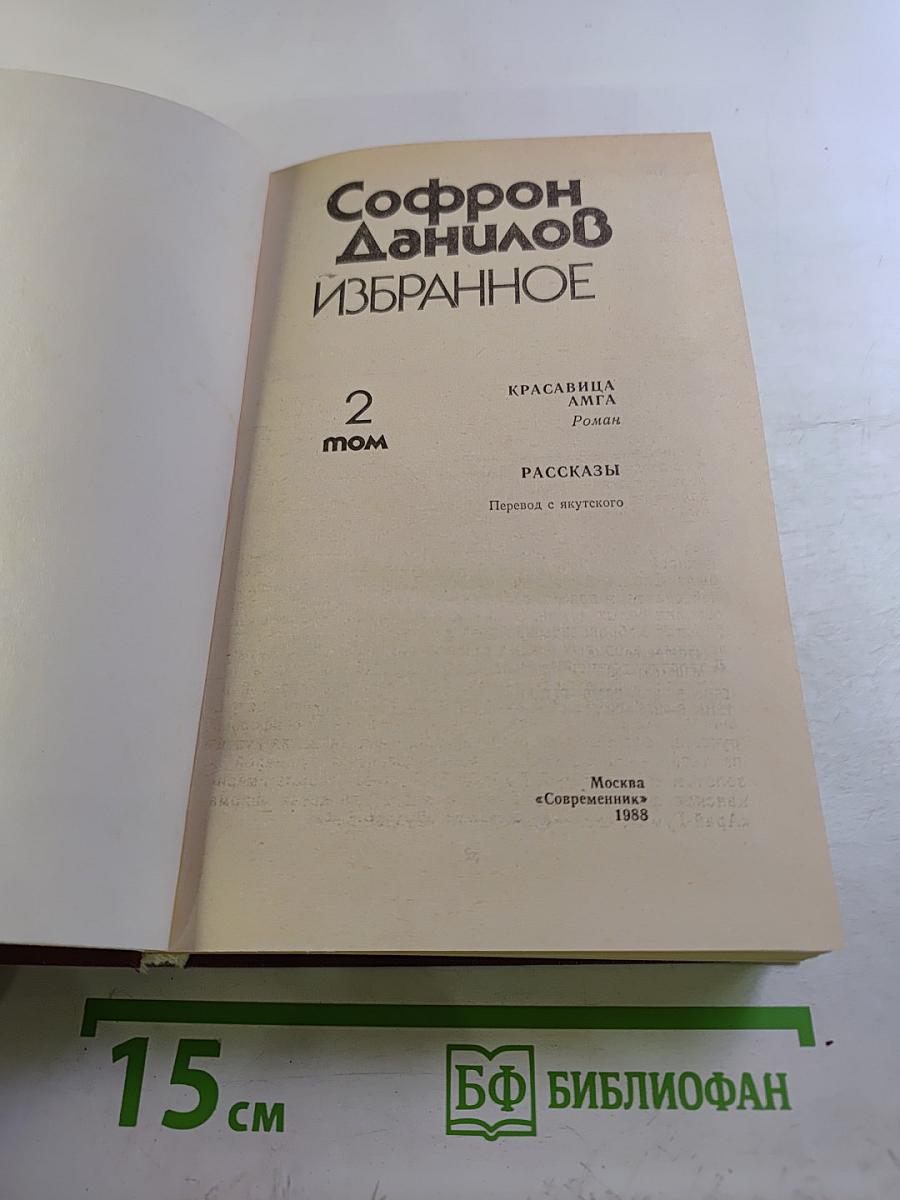 Софрон
Данилов
ИЗБРАННОЕ
2
том
КРАСАВИЦА
АМГА
Роман
РАССКАЗЫ
Перевод с якутского
Москва
«Современник»
1988
15 см
БФ БИБЛИОФАН